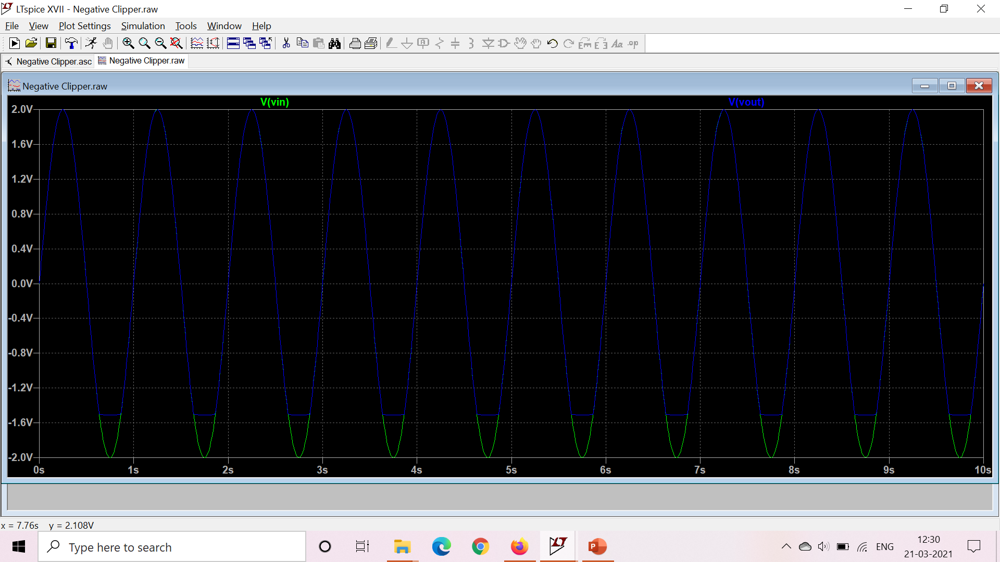 LTspice XVII - Negative Clipper.raw
File View Plot Settings Simulation Tools Window Help
Negative Clipper.asc Negative Clipper.raw
Negative Clipper.raw
V(vin) V(vout)
2.0V
1.6V
1.2V
0.8V
0.4V
0.0V
-0.4V
-0.8V
-1.2V
-1.6V
-2.0V
0s 1s 2s 3s 4s 5s 6s 7s 8s 9s 10s
x = 7.76s y = 2.108V
Type here to search
ENG
12:30
21-03-2021